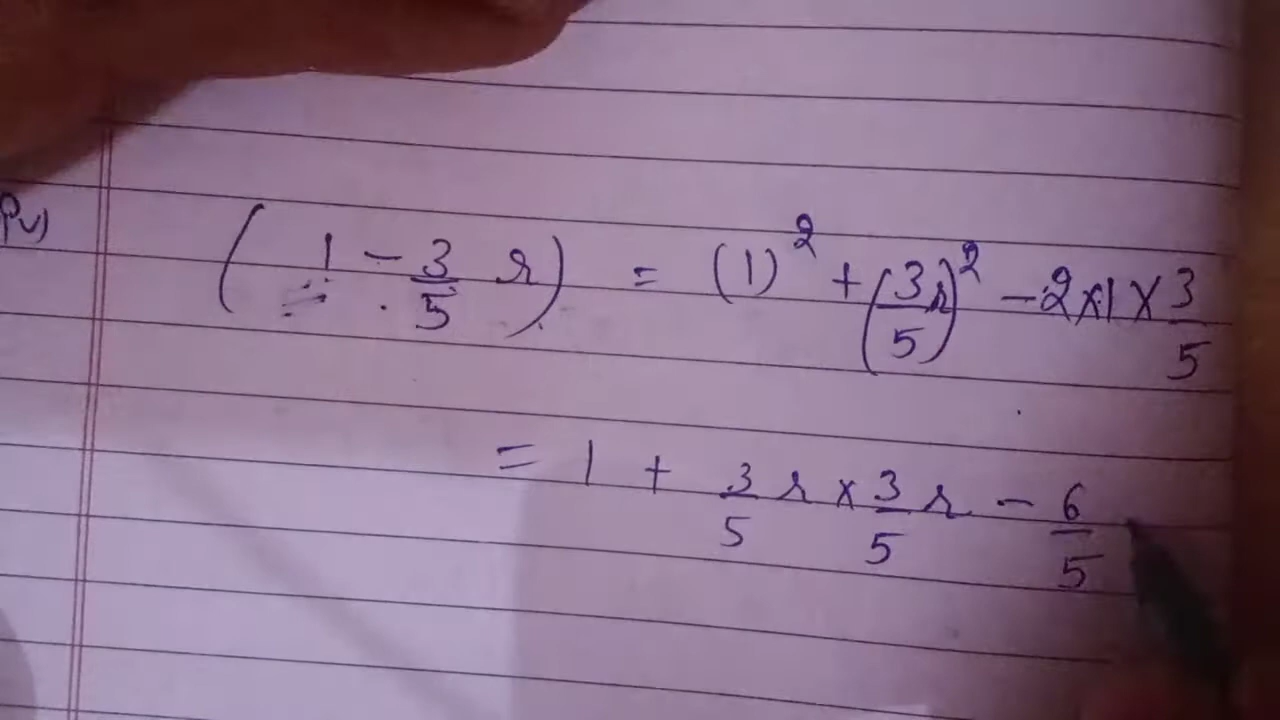 (1 - 3/5 r) = (1)² + (3/5 r)² - 2×1×3/5
= 1 + 3/5 r × 3/5 r - 6/5